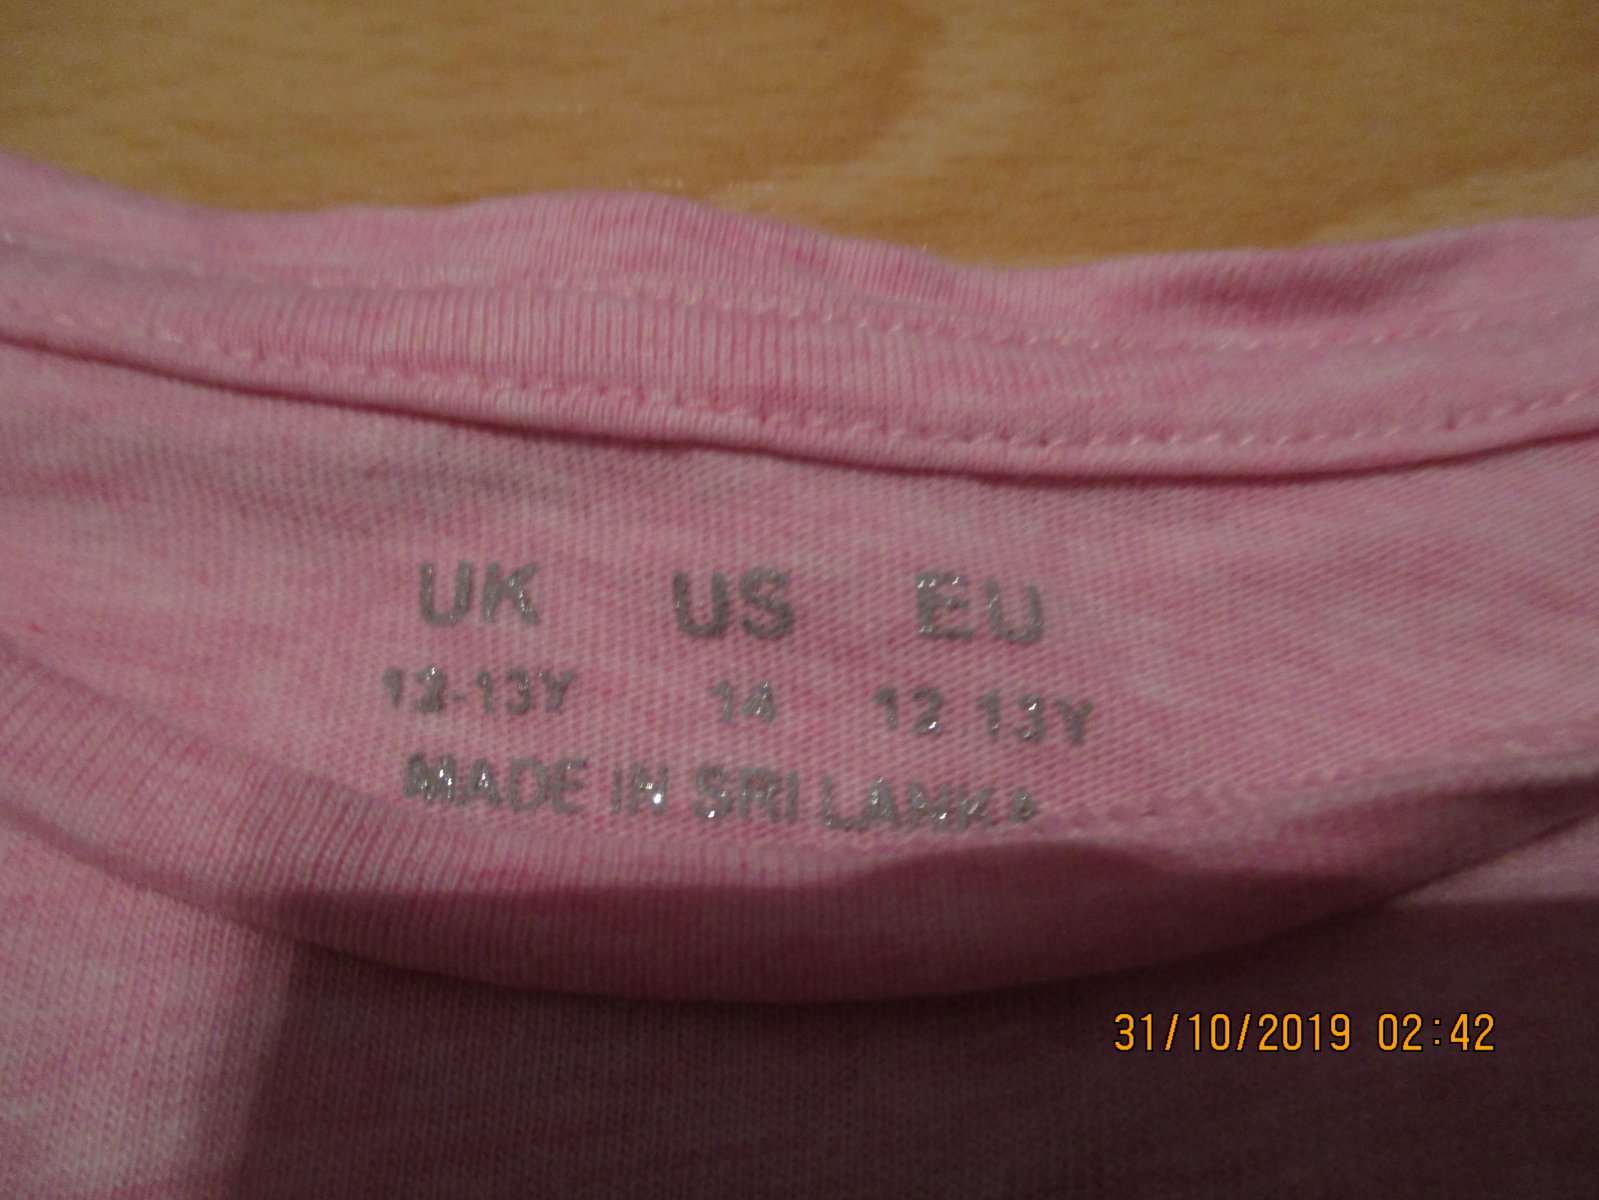 UK US EU
12-13Y 14 12 13Y
MADE IN SRI LANKA
31/10/2019 02:42